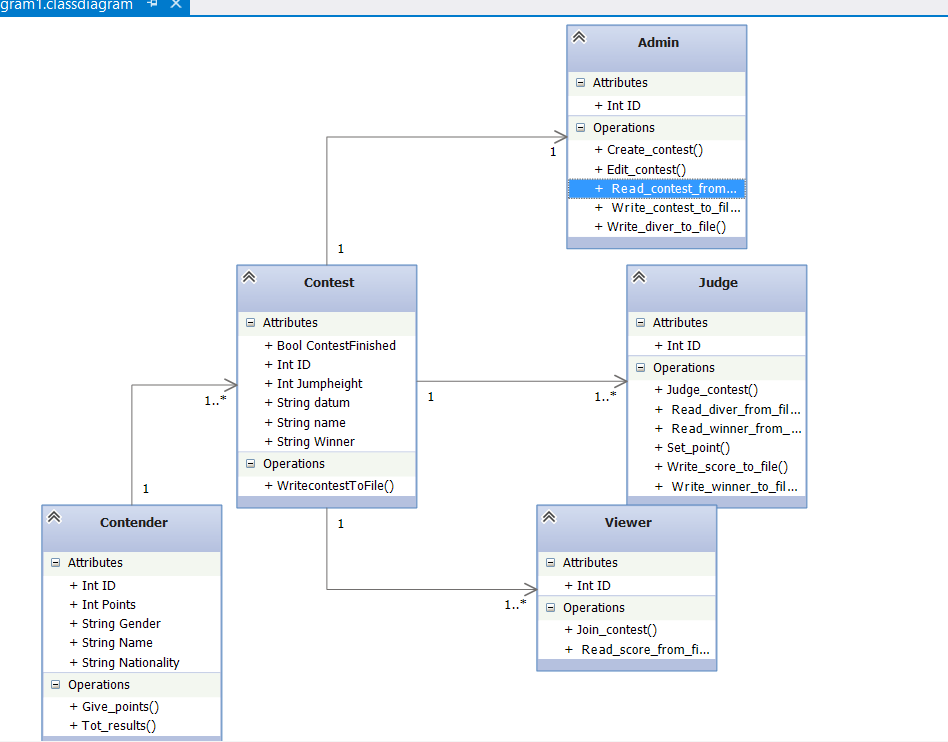 gram1.classdiagram
Admin
Attributes
+ Int ID
Operations
+ Create_contest()
+ Edit_contest()
+ Read_contest_from...
+ Write_contest_to_fil...
+ Write_diver_to_file()
1
1
Contest
Attributes
+ Bool ContestFinished
+ Int ID
+ Int Jumpheight
+ String datum
+ String name
+ String Winner
Operations
+ WritecontestToFile()
1
1..*
Judge
Attributes
+ Int ID
Operations
+ Judge_contest()
+ Read_diver_from_fil...
+ Read_winner_from_...
+ Set_point()
+ Write_score_to_file()
+ Write_winner_to_fil...
1..*
1
Contender
Attributes
+ Int ID
+ Int Points
+ String Gender
+ String Name
+ String Nationality
Operations
+ Give_points()
+ Tot_results()
1
1..*
Viewer
Attributes
+ Int ID
Operations
+ Join_contest()
+ Read_score_from_fi...